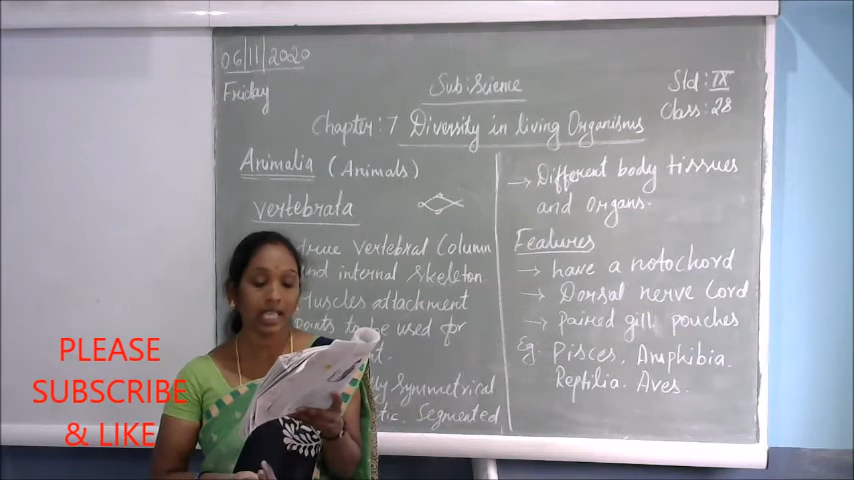 06/11/2020
Friday
Sub: Science
Std: IX
Class: 28
Chapter: 7 Diversity in living Organisms
Animalia (Animals)
Vertebrata
True Vertebral Column
and internal skeleton.
Muscles attachment
points to be used for
Symmetrical
Segmented
→ Different body tissues
and organs.
Features
→ have a notochord
→ Dorsal nerve Cord
→ paired gill pouches
Eg. Pisces, Amphibia.
Reptilia. Aves.
PLEASE
SUBSCRIBE
& LIKE